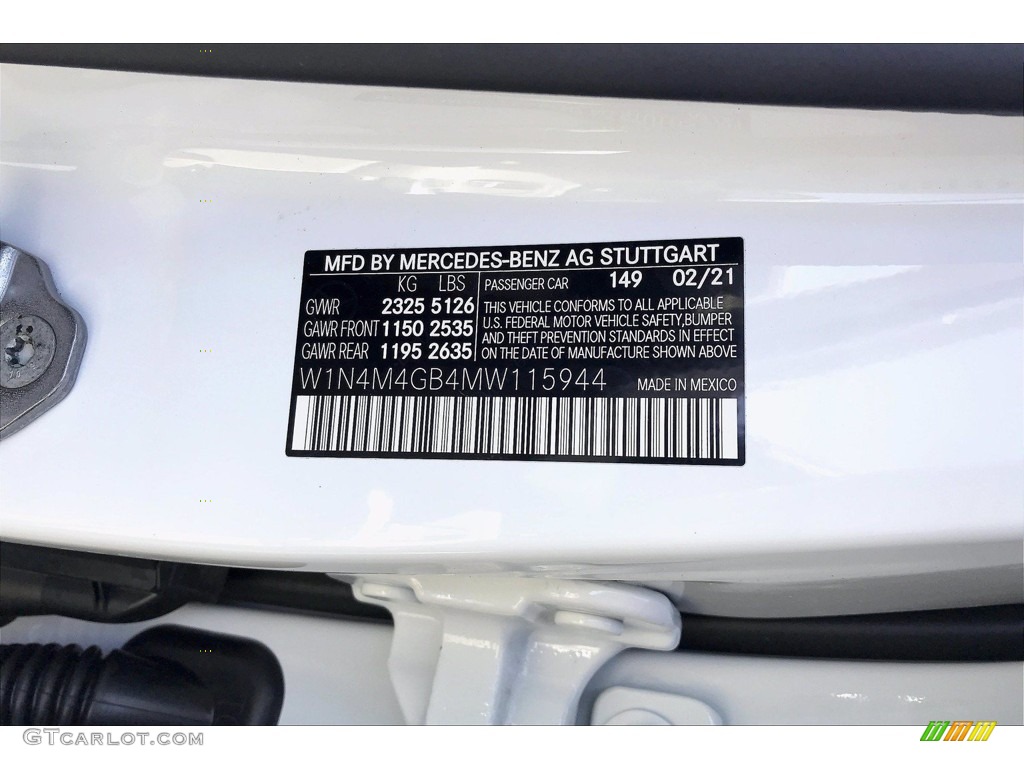 MFD BY MERCEDES-BENZ AG STUTTGART
KG LBS
GVWR 2325 5126
GAWR FRONT 1150 2535
GAWR REAR 1195 2635
PASSENGER CAR 149 02/21
THIS VEHICLE CONFORMS TO ALL APPLICABLE
U.S. FEDERAL MOTOR VEHICLE SAFETY,BUMPER
AND THEFT PREVENTION STANDARDS IN EFFECT
ON THE DATE OF MANUFACTURE SHOWN ABOVE
W1N4M4GB4MW115944 MADE IN MEXICO
GTCARLOT.COM